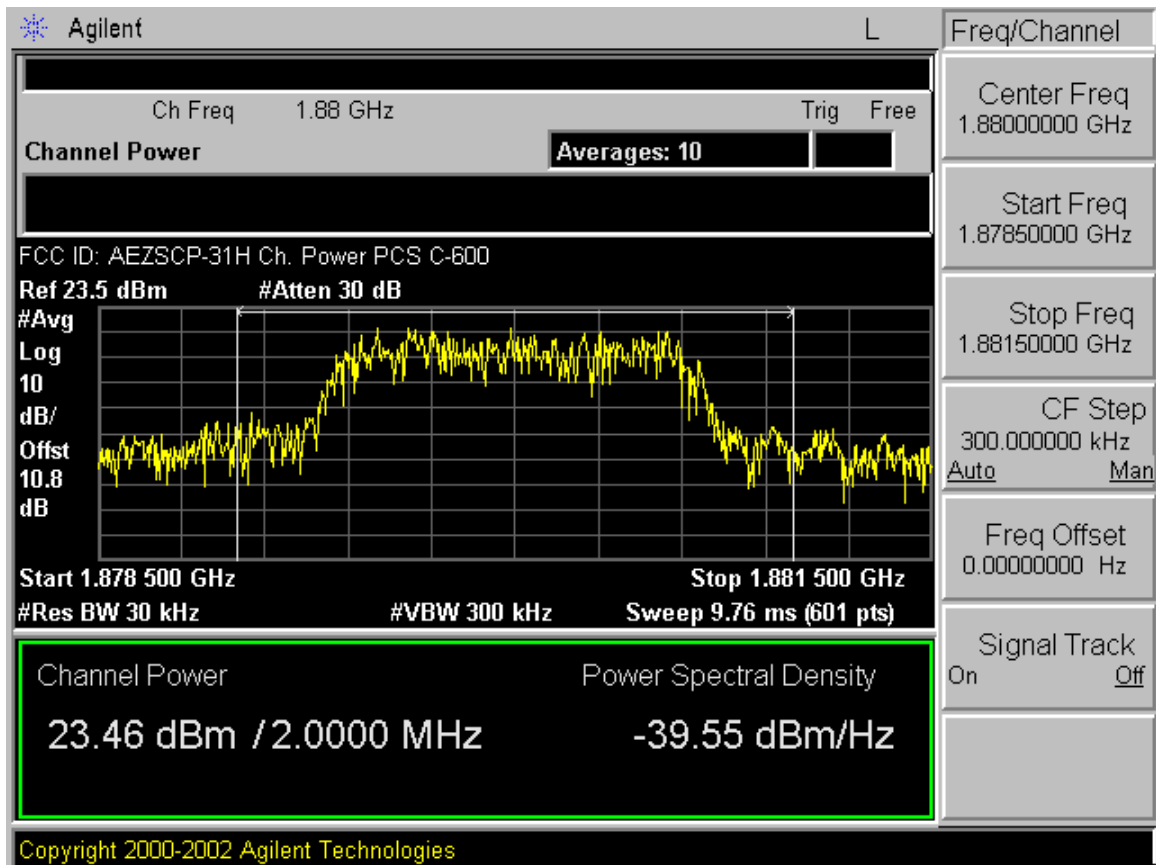 Agilent L Freq/Channel
Ch Freq 1.88 GHz Trig Free
Channel Power Averages: 10
FCC ID: AEZSCP-31H Ch. Power PCS C-600
Ref 23.5 dBm #Atten 30 dB
#Avg
Log
10
dB/
Offst
10.8
dB
Start 1.878 500 GHz Stop 1.881 500 GHz
#Res BW 30 kHz #VBW 300 kHz Sweep 9.76 ms (601 pts)
Channel Power Power Spectral Density
23.46 dBm / 2.0000 MHz -39.55 dBm/Hz
Center Freq
1.88000000 GHz
Start Freq
1.87850000 GHz
Stop Freq
1.88150000 GHz
CF Step
300.000000 kHz
Auto Man
Freq Offset
0.00000000 Hz
Signal Track
On Off
Copyright 2000-2002 Agilent Technologies